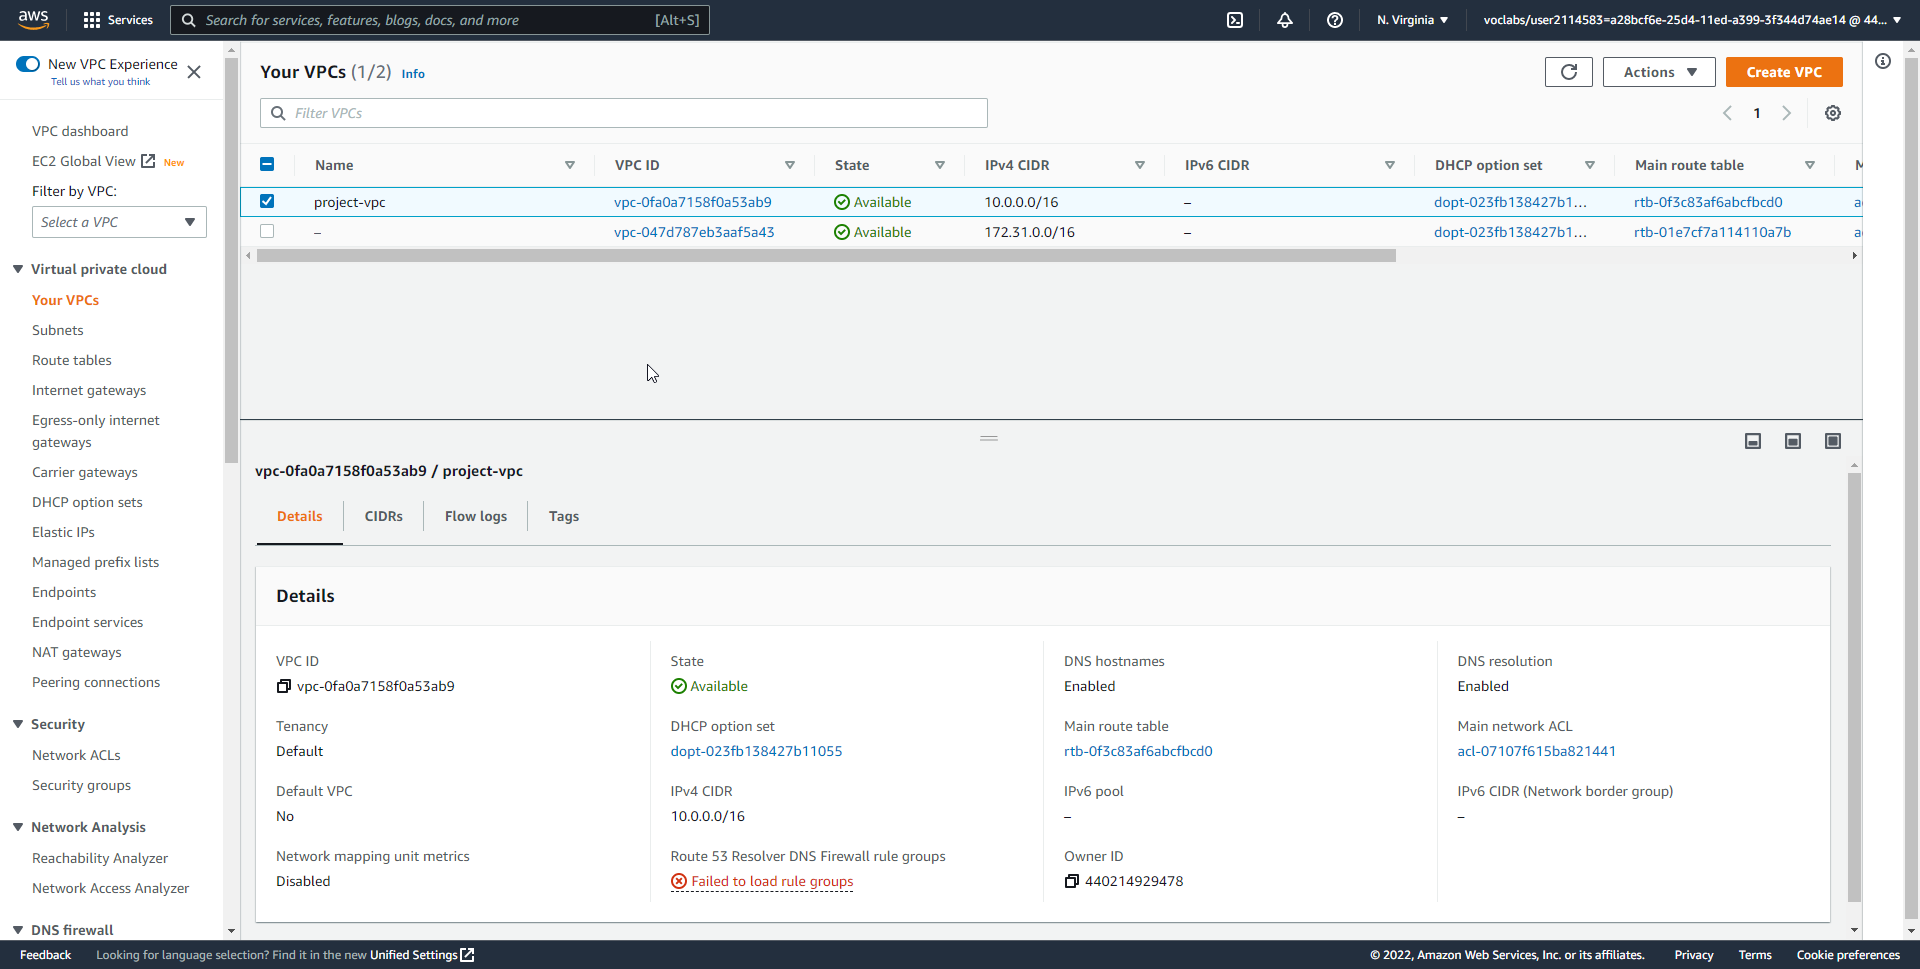 aws
Services
Search for services, features, blogs, docs, and more
[Alt+S]
N. Virginia
voclabs/user2114583=a28bcf6e-25d4-11ed-a399-3f344d74ae14 @ 44...
New VPC Experience
Tell us what you think
VPC dashboard
EC2 Global View New
Filter by VPC:
Select a VPC
Virtual private cloud
Your VPCs
Subnets
Route tables
Internet gateways
Egress-only internet
gateways
Carrier gateways
DHCP option sets
Elastic IPs
Managed prefix lists
Endpoints
Endpoint services
NAT gateways
Peering connections
Security
Network ACLs
Security groups
Network Analysis
Reachability Analyzer
Network Access Analyzer
DNS firewall
Your VPCs (1/2) Info
Actions
Create VPC
Filter VPCs
1
Name VPC ID State IPv4 CIDR IPv6 CIDR DHCP option set Main route table M
project-vpc vpc-0fa0a7158f0a53ab9 Available 10.0.0.0/16 – dopt-023fb138427b1... rtb-0f3c83af6abcfbcd0 a
– vpc-047d787eb3aaf5a43 Available 172.31.0.0/16 – dopt-023fb138427b1... rtb-01e7cf7a114110a7b a
vpc-0fa0a7158f0a53ab9 / project-vpc
Details CIDRs Flow logs Tags
Details
VPC ID
vpc-0fa0a7158f0a53ab9
State
Available
DNS hostnames
Enabled
DNS resolution
Enabled
Tenancy
Default
DHCP option set
dopt-023fb138427b11055
Main route table
rtb-0f3c83af6abcfbcd0
Main network ACL
acl-07107f615ba821441
Default VPC
No
IPv4 CIDR
10.0.0.0/16
IPv6 pool
–
IPv6 CIDR (Network border group)
–
Network mapping unit metrics
Disabled
Route 53 Resolver DNS Firewall rule groups
Failed to load rule groups
Owner ID
440214929478
Feedback
Looking for language selection? Find it in the new Unified Settings
© 2022, Amazon Web Services, Inc. or its affiliates.
Privacy
Terms
Cookie preferences